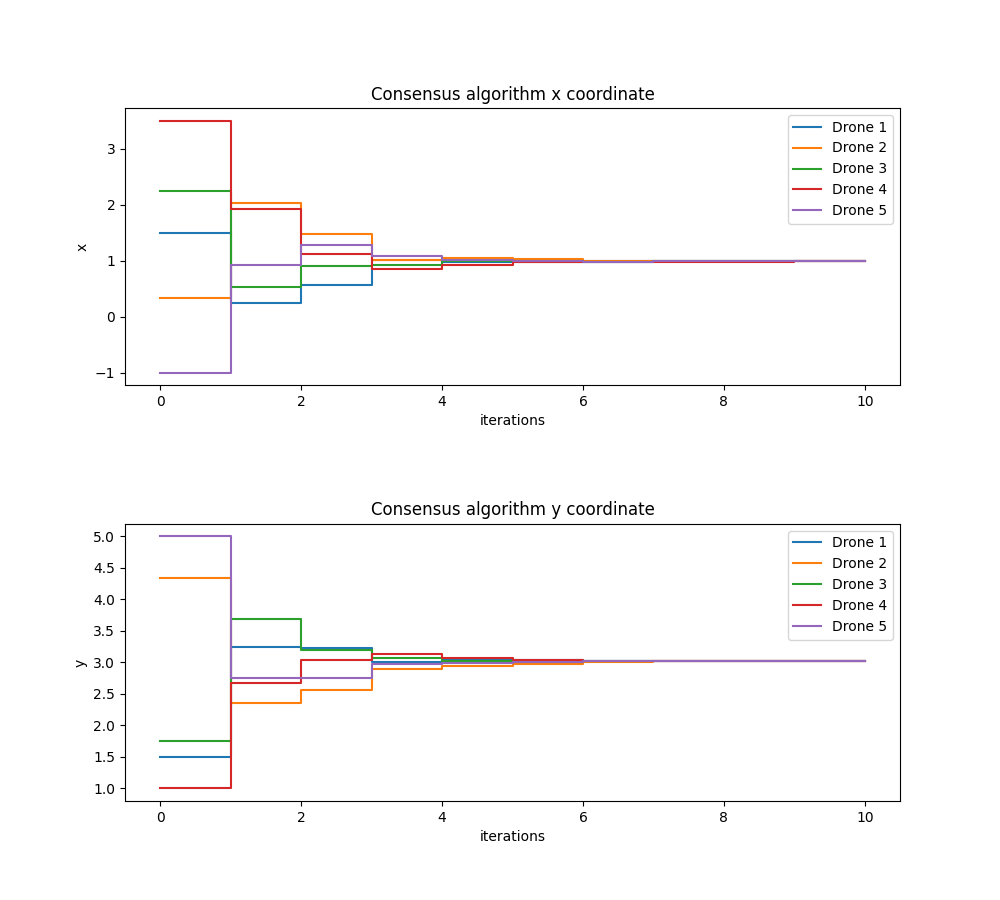 Consensus algorithm x coordinate
x
3
2
1
0
−1
0 2 4 6 8 10
iterations
Drone 1
Drone 2
Drone 3
Drone 4
Drone 5
Consensus algorithm y coordinate
y
5.0
4.5
4.0
3.5
3.0
2.5
2.0
1.5
1.0
0 2 4 6 8 10
iterations
Drone 1
Drone 2
Drone 3
Drone 4
Drone 5